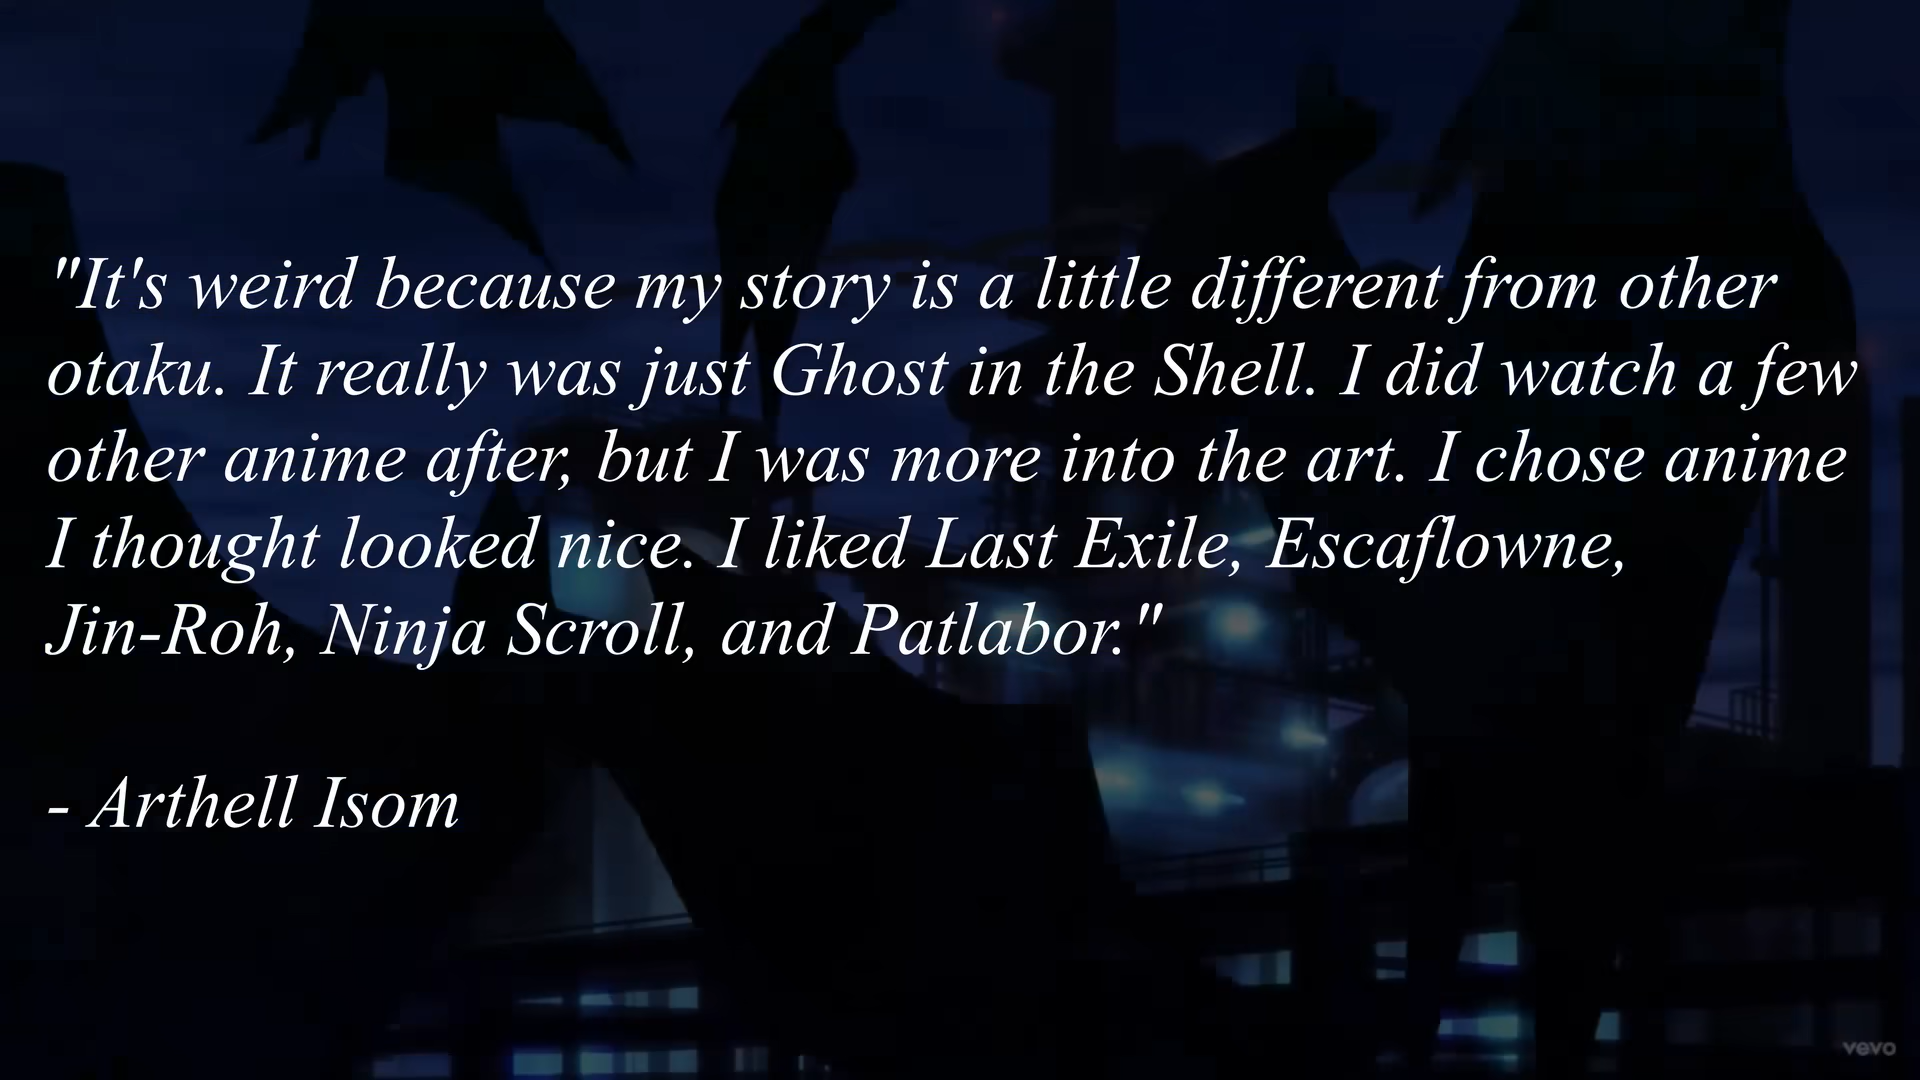 "It's weird because my story is a little different from other
otaku. It really was just Ghost in the Shell. I did watch a few
other anime after, but I was more into the art. I chose anime
I thought looked nice. I liked Last Exile, Escaflowne,
Jin-Roh, Ninja Scroll, and Patlabor."
- Arthell Isom
vevo